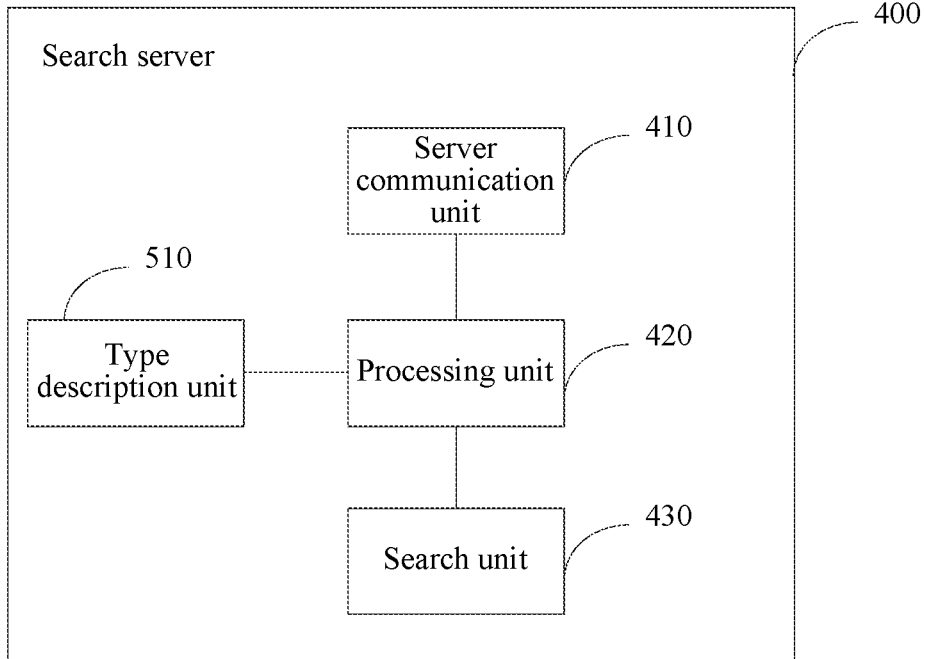 400
Search server
410
Server
communication
unit
510
420
Type
description unit
Processing unit
430
Search unit